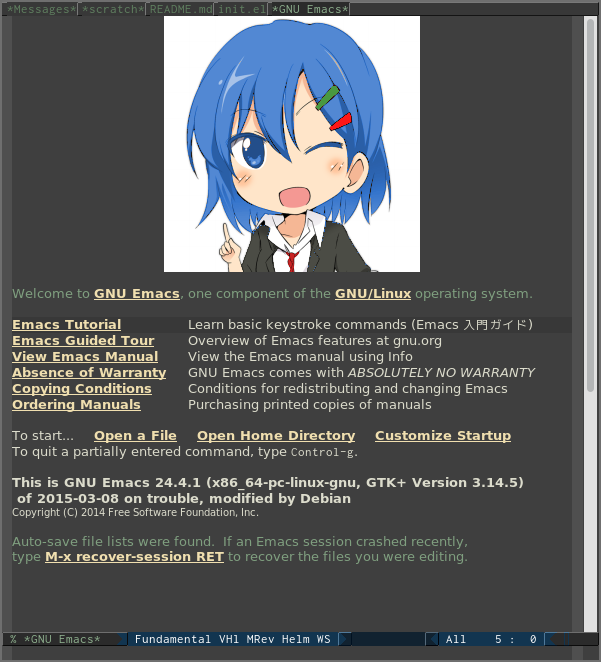 *Messages* *scratch* README.md init.el *GNU Emacs*
Welcome to GNU Emacs, one component of the GNU/Linux operating system.
Emacs Tutorial Learn basic keystroke commands (Emacs 入門ガイド)
Emacs Guided Tour Overview of Emacs features at gnu.org
View Emacs Manual View the Emacs manual using Info
Absence of Warranty GNU Emacs comes with ABSOLUTELY NO WARRANTY
Copying Conditions Conditions for redistributing and changing Emacs
Ordering Manuals Purchasing printed copies of manuals
To start... Open a File Open Home Directory Customize Startup
To quit a partially entered command, type Control-g.
This is GNU Emacs 24.4.1 (x86_64-pc-linux-gnu, GTK+ Version 3.14.5)
of 2015-03-08 on trouble, modified by Debian
Copyright (C) 2014 Free Software Foundation, Inc.
Auto-save file lists were found. If an Emacs session crashed recently,
type M-x recover-session RET to recover the files you were editing.
% *GNU Emacs* Fundamental VHl MRev Helm WS All 5 : 0